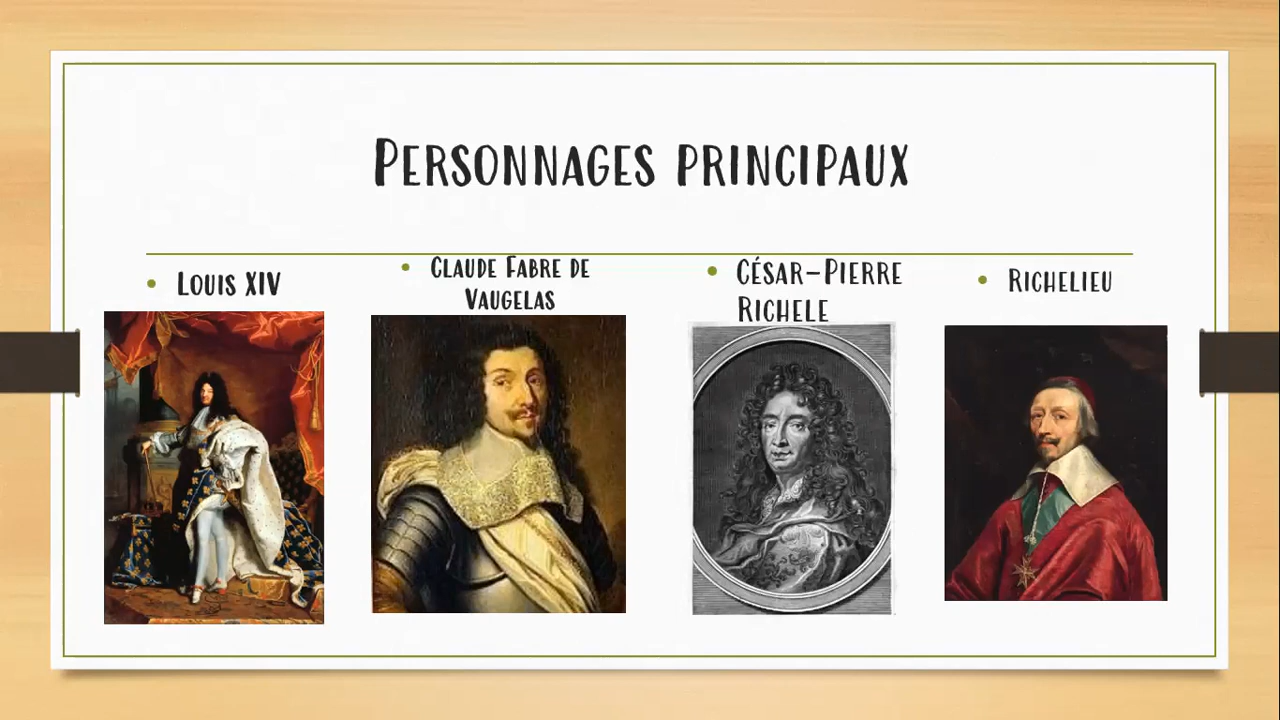 Personnages principaux
• Louis XIV
• Claude Fabre de
Vaugelas
• César-Pierre
Richele
• Richelieu